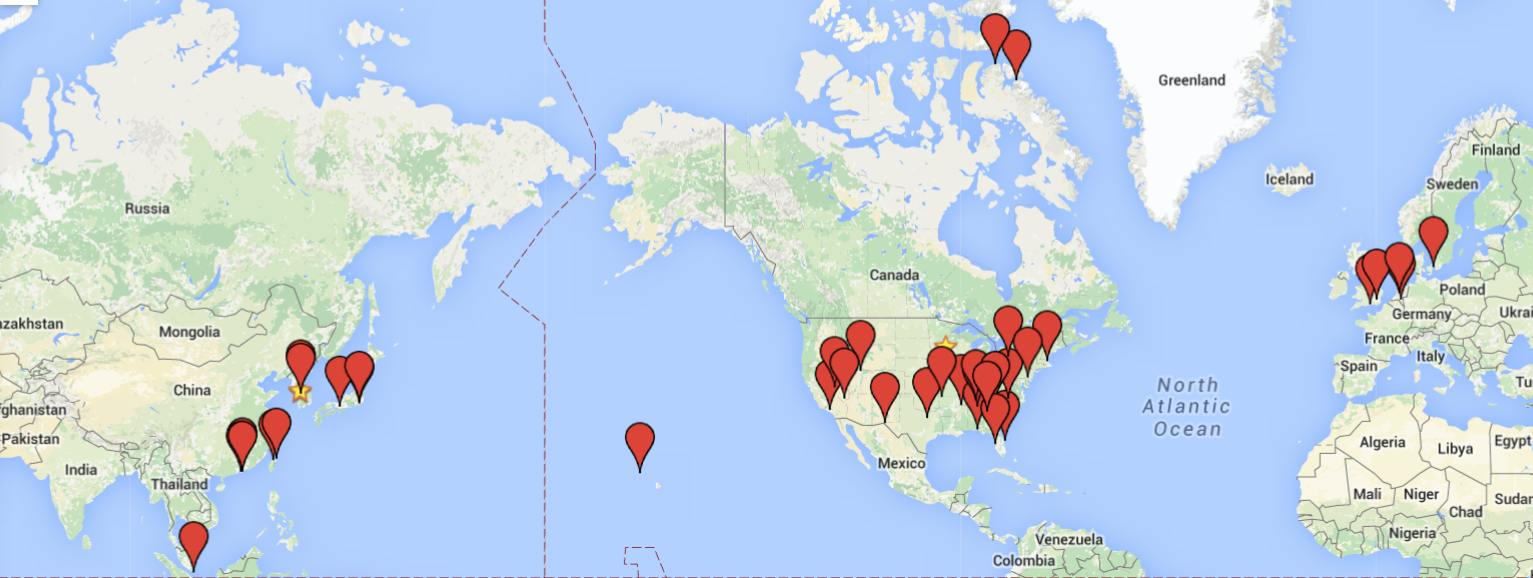 Greenland
Finland
Iceland
Sweden
Russia
Canada
Poland
Germany
Ukrai
azakhstan
Mongolia
France
Italy
Spain
Tu
China
North
Atlantic
Ocean
fghanistan
Pakistan
Algeria
Libya
Egypt
India
Mexico
Thailand
Mali
Niger
Sudan
Chad
Nigeria
Venezuela
Colombia